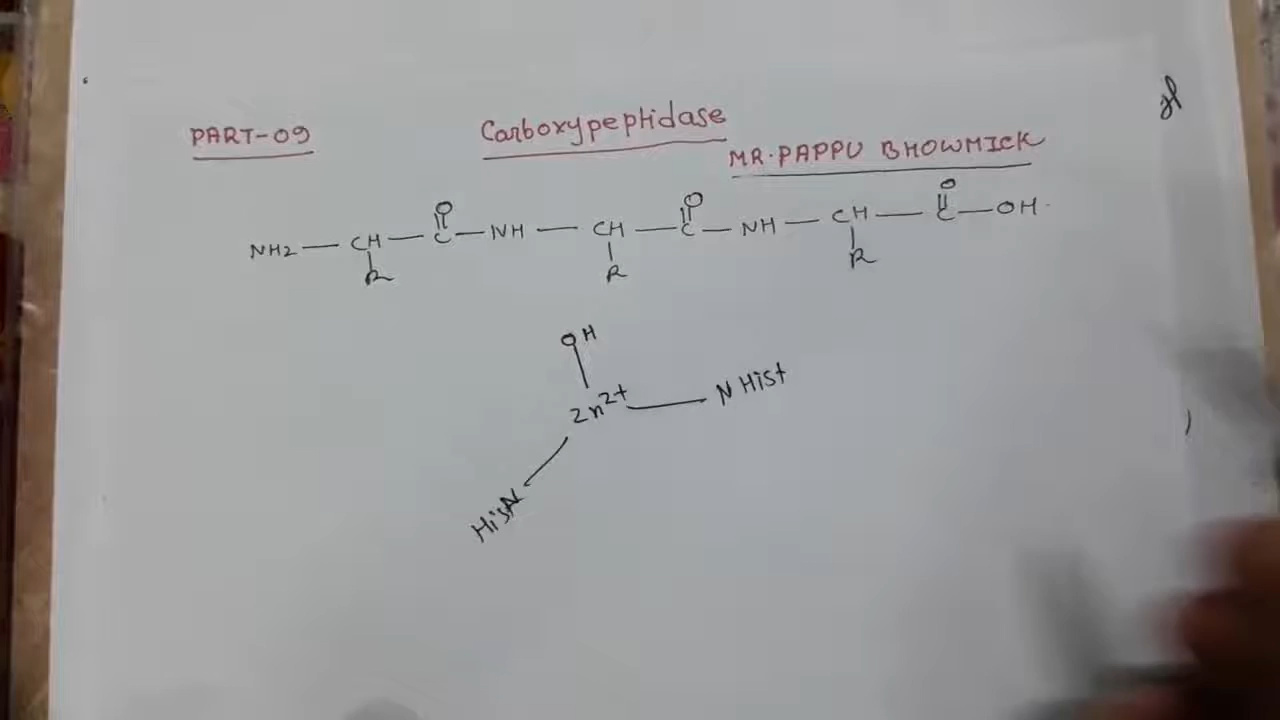 PART-09
Carboxypeptidase
MR. PAPPU BHOWMICK
NH2 — CH — C — NH — CH — C — NH — CH — C — OH
O O O
R R R
OH
Zn2+ — N Hist
HisN